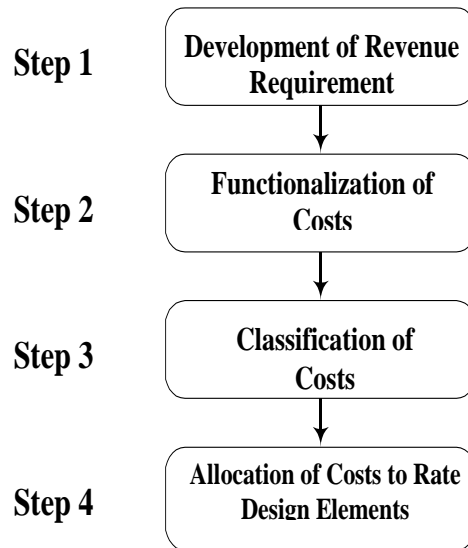 Step 1
Development of Revenue
Requirement
Step 2
Functionalization of
Costs
Step 3
Classification of
Costs
Step 4
Allocation of Costs to Rate
Design Elements